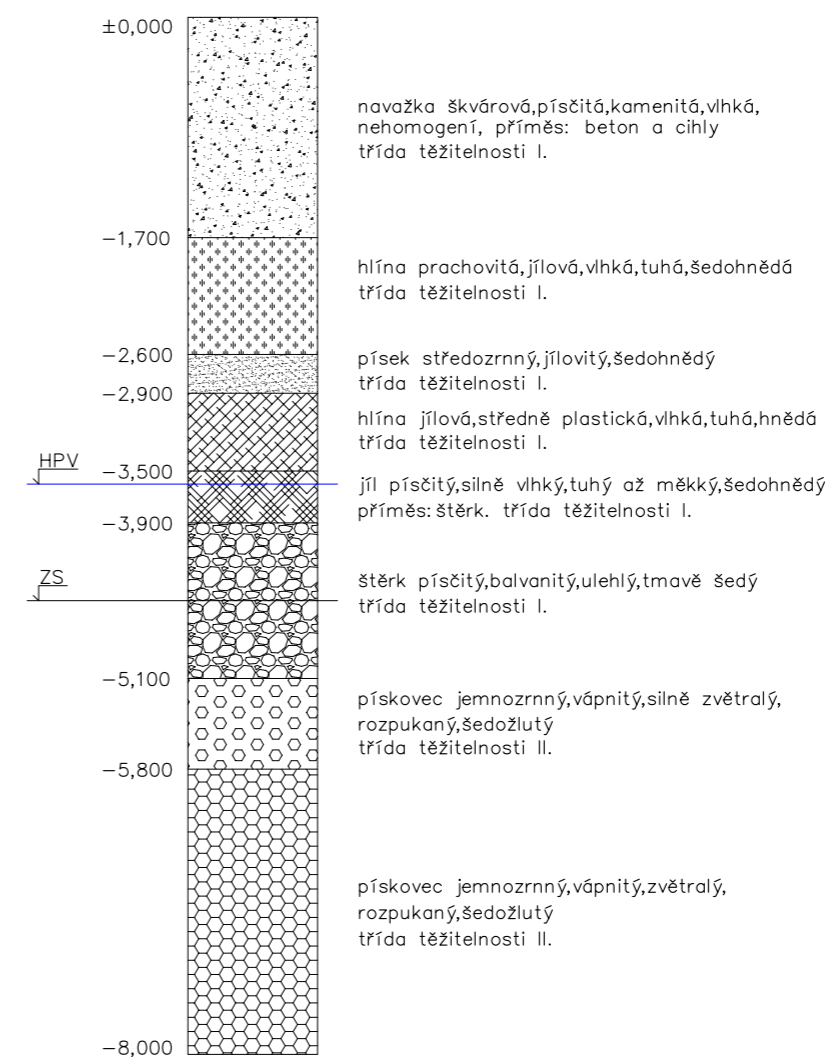 ±0,000
navažka škvárová,písčitá,kamenitá,vlhká,
nehomogení, příměs: beton a cihly
třída těžitelnosti I.
−1,700
hlína prachovitá,jílová,vlhká,tuhá,šedohnědá
třída těžitelnosti I.
−2,600
písek středozrnný,jílovitý,šedohnědý
třída těžitelnosti I.
−2,900
hlína jílová,středně plastická,vlhká,tuhá,hnědá
třída těžitelnosti I.
HPV
−3,500
jíl písčitý,silně vlhký,tuhý až měkký,šedohnědý
příměs: štěrk. třída těžitelnosti I.
−3,900
ZS
štěrk písčitý,balvanitý,ulehlý,tmavě šedý
třída těžitelnosti I.
−5,100
pískovec jemnozrnný,vápnitý,silně zvětralý,
rozpukaný,šedožlutý
třída těžitelnosti II.
−5,800
pískovec jemnozrnný,vápnitý,zvětralý,
rozpukaný,šedožlutý
třída těžitelnosti II.
−8,000